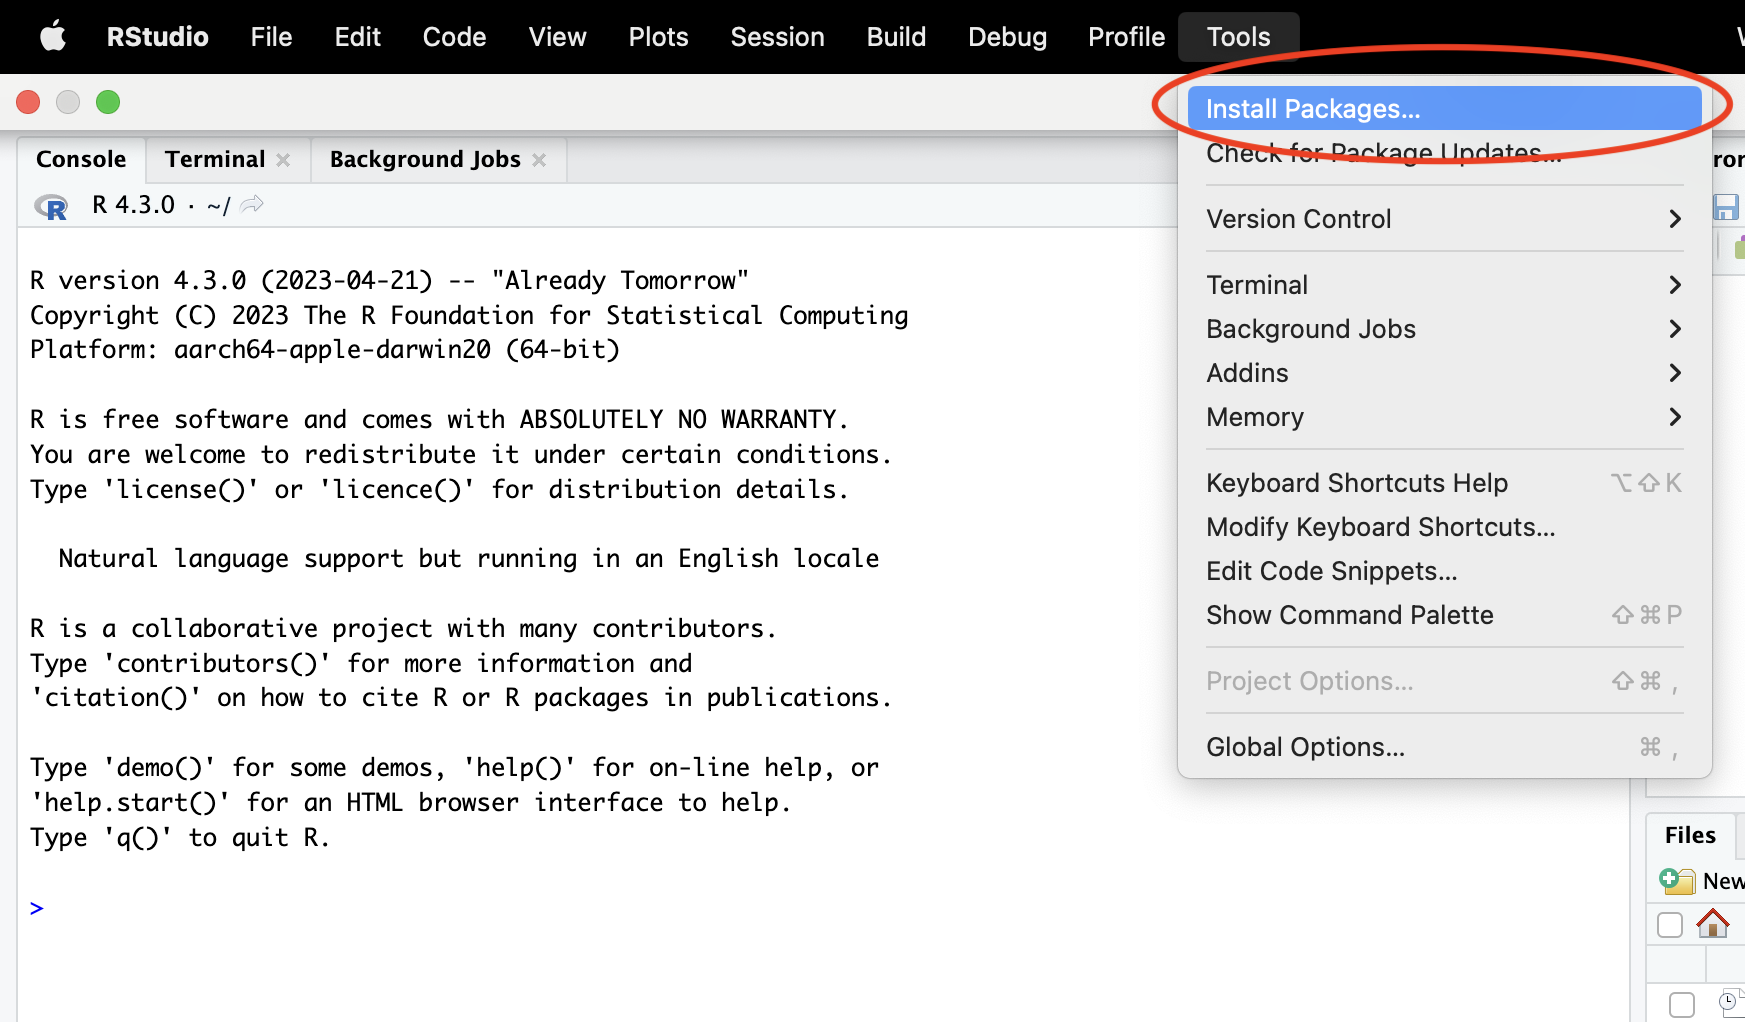 RStudio File Edit Code View Plots Session Build Debug Profile Tools
Install Packages...
Check for Package Updates...
Version Control
Terminal
Background Jobs
Addins
Memory
Keyboard Shortcuts Help ⌥⇧K
Modify Keyboard Shortcuts...
Edit Code Snippets...
Show Command Palette ⇧⌘P
Project Options... ⇧⌘,
Global Options... ⌘,
Console Terminal Background Jobs
R 4.3.0 · ~/
R version 4.3.0 (2023-04-21) -- "Already Tomorrow"
Copyright (C) 2023 The R Foundation for Statistical Computing
Platform: aarch64-apple-darwin20 (64-bit)
R is free software and comes with ABSOLUTELY NO WARRANTY.
You are welcome to redistribute it under certain conditions.
Type 'license()' or 'licence()' for distribution details.
Natural language support but running in an English locale
R is a collaborative project with many contributors.
Type 'contributors()' for more information and
'citation()' on how to cite R or R packages in publications.
Type 'demo()' for some demos, 'help()' for on-line help, or
'help.start()' for an HTML browser interface to help.
Type 'q()' to quit R.
>
Files
New